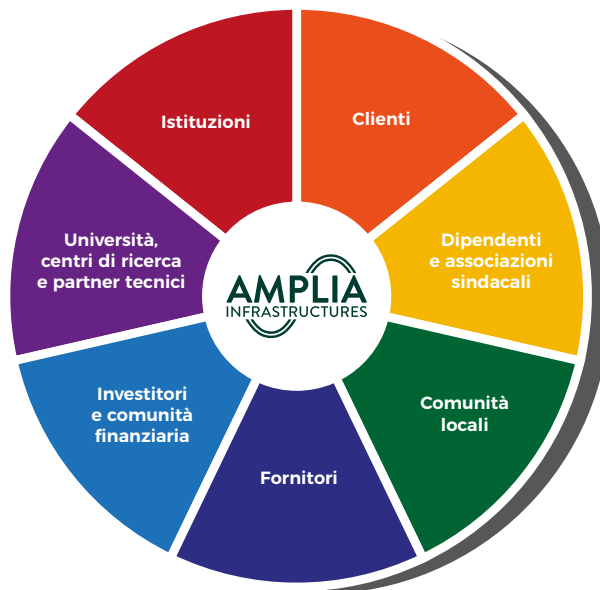 Istituzioni
Clienti
Università,
centri di ricerca
e partner tecnici
Dipendenti
e associazioni
sindacali
AMPLIA
INFRASTRUCTURES
Investitori
e comunità
finanziaria
Comunità
locali
Fornitori